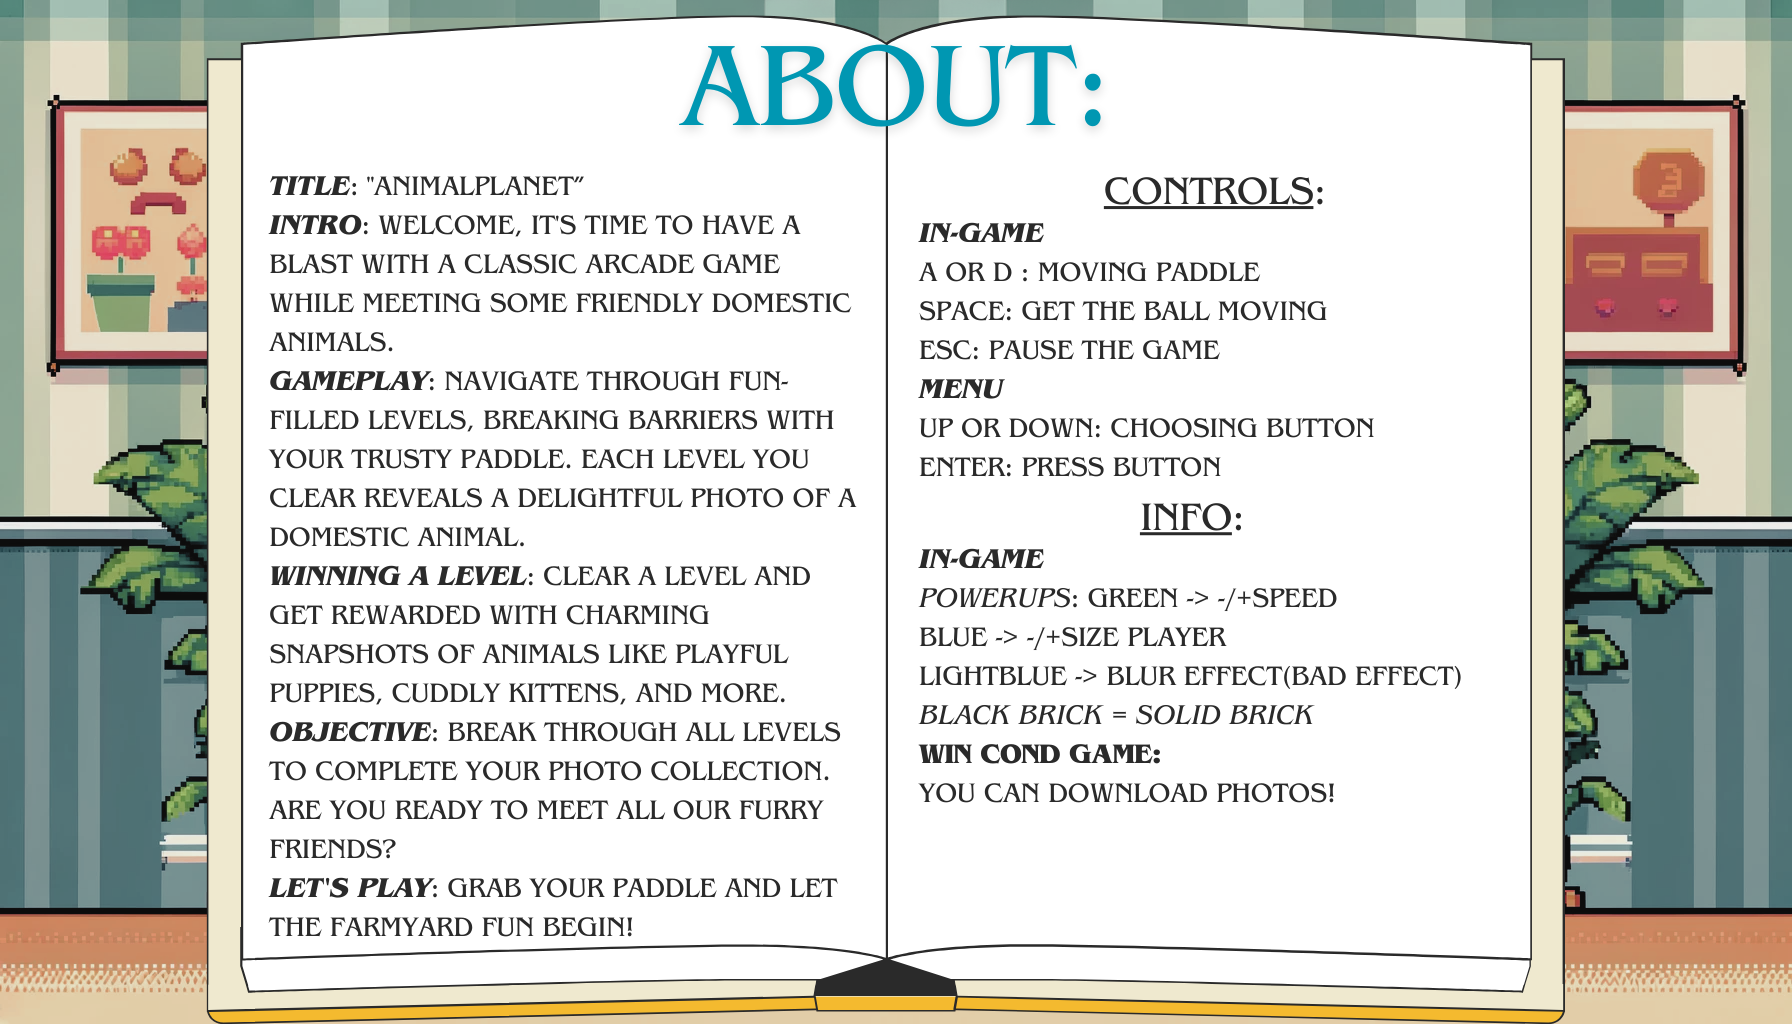 ABOUT:
TITLE: "ANIMALPLANET"
INTRO: WELCOME, IT'S TIME TO HAVE A
BLAST WITH A CLASSIC ARCADE GAME
WHILE MEETING SOME FRIENDLY DOMESTIC
ANIMALS.
GAMEPLAY: NAVIGATE THROUGH FUN-
FILLED LEVELS, BREAKING BARRIERS WITH
YOUR TRUSTY PADDLE. EACH LEVEL YOU
CLEAR REVEALS A DELIGHTFUL PHOTO OF A
DOMESTIC ANIMAL.
WINNING A LEVEL: CLEAR A LEVEL AND
GET REWARDED WITH CHARMING
SNAPSHOTS OF ANIMALS LIKE PLAYFUL
PUPPIES, CUDDLY KITTENS, AND MORE.
OBJECTIVE: BREAK THROUGH ALL LEVELS
TO COMPLETE YOUR PHOTO COLLECTION.
ARE YOU READY TO MEET ALL OUR FURRY
FRIENDS?
LET'S PLAY: GRAB YOUR PADDLE AND LET
THE FARMYARD FUN BEGIN!
CONTROLS:
IN-GAME
A OR D : MOVING PADDLE
SPACE: GET THE BALL MOVING
ESC: PAUSE THE GAME
MENU
UP OR DOWN: CHOOSING BUTTON
ENTER: PRESS BUTTON
INFO:
IN-GAME
POWERUPS: GREEN -> -/+SPEED
BLUE -> -/+SIZE PLAYER
LIGHTBLUE -> BLUR EFFECT(BAD EFFECT)
BLACK BRICK = SOLID BRICK
WIN COND GAME:
YOU CAN DOWNLOAD PHOTOS!